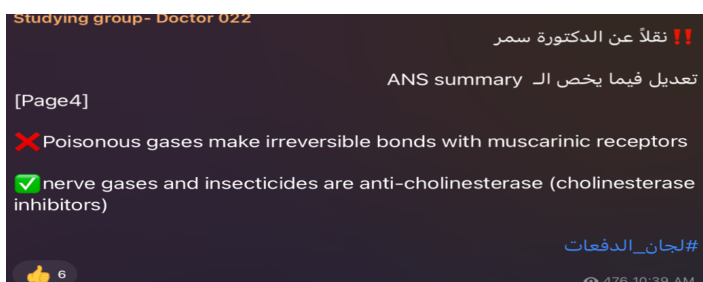 Studying group- Doctor 022
‼️ نقلاً عن الدكتورة سمر
تعديل فيما يخص الـ ANS summary
[Page4]
❌Poisonous gases make irreversible bonds with muscarinic receptors
✅nerve gases and insecticides are anti-cholinesterase (cholinesterase
inhibitors)
#لجان_الدفعات
👍 6
476 10:39 AM